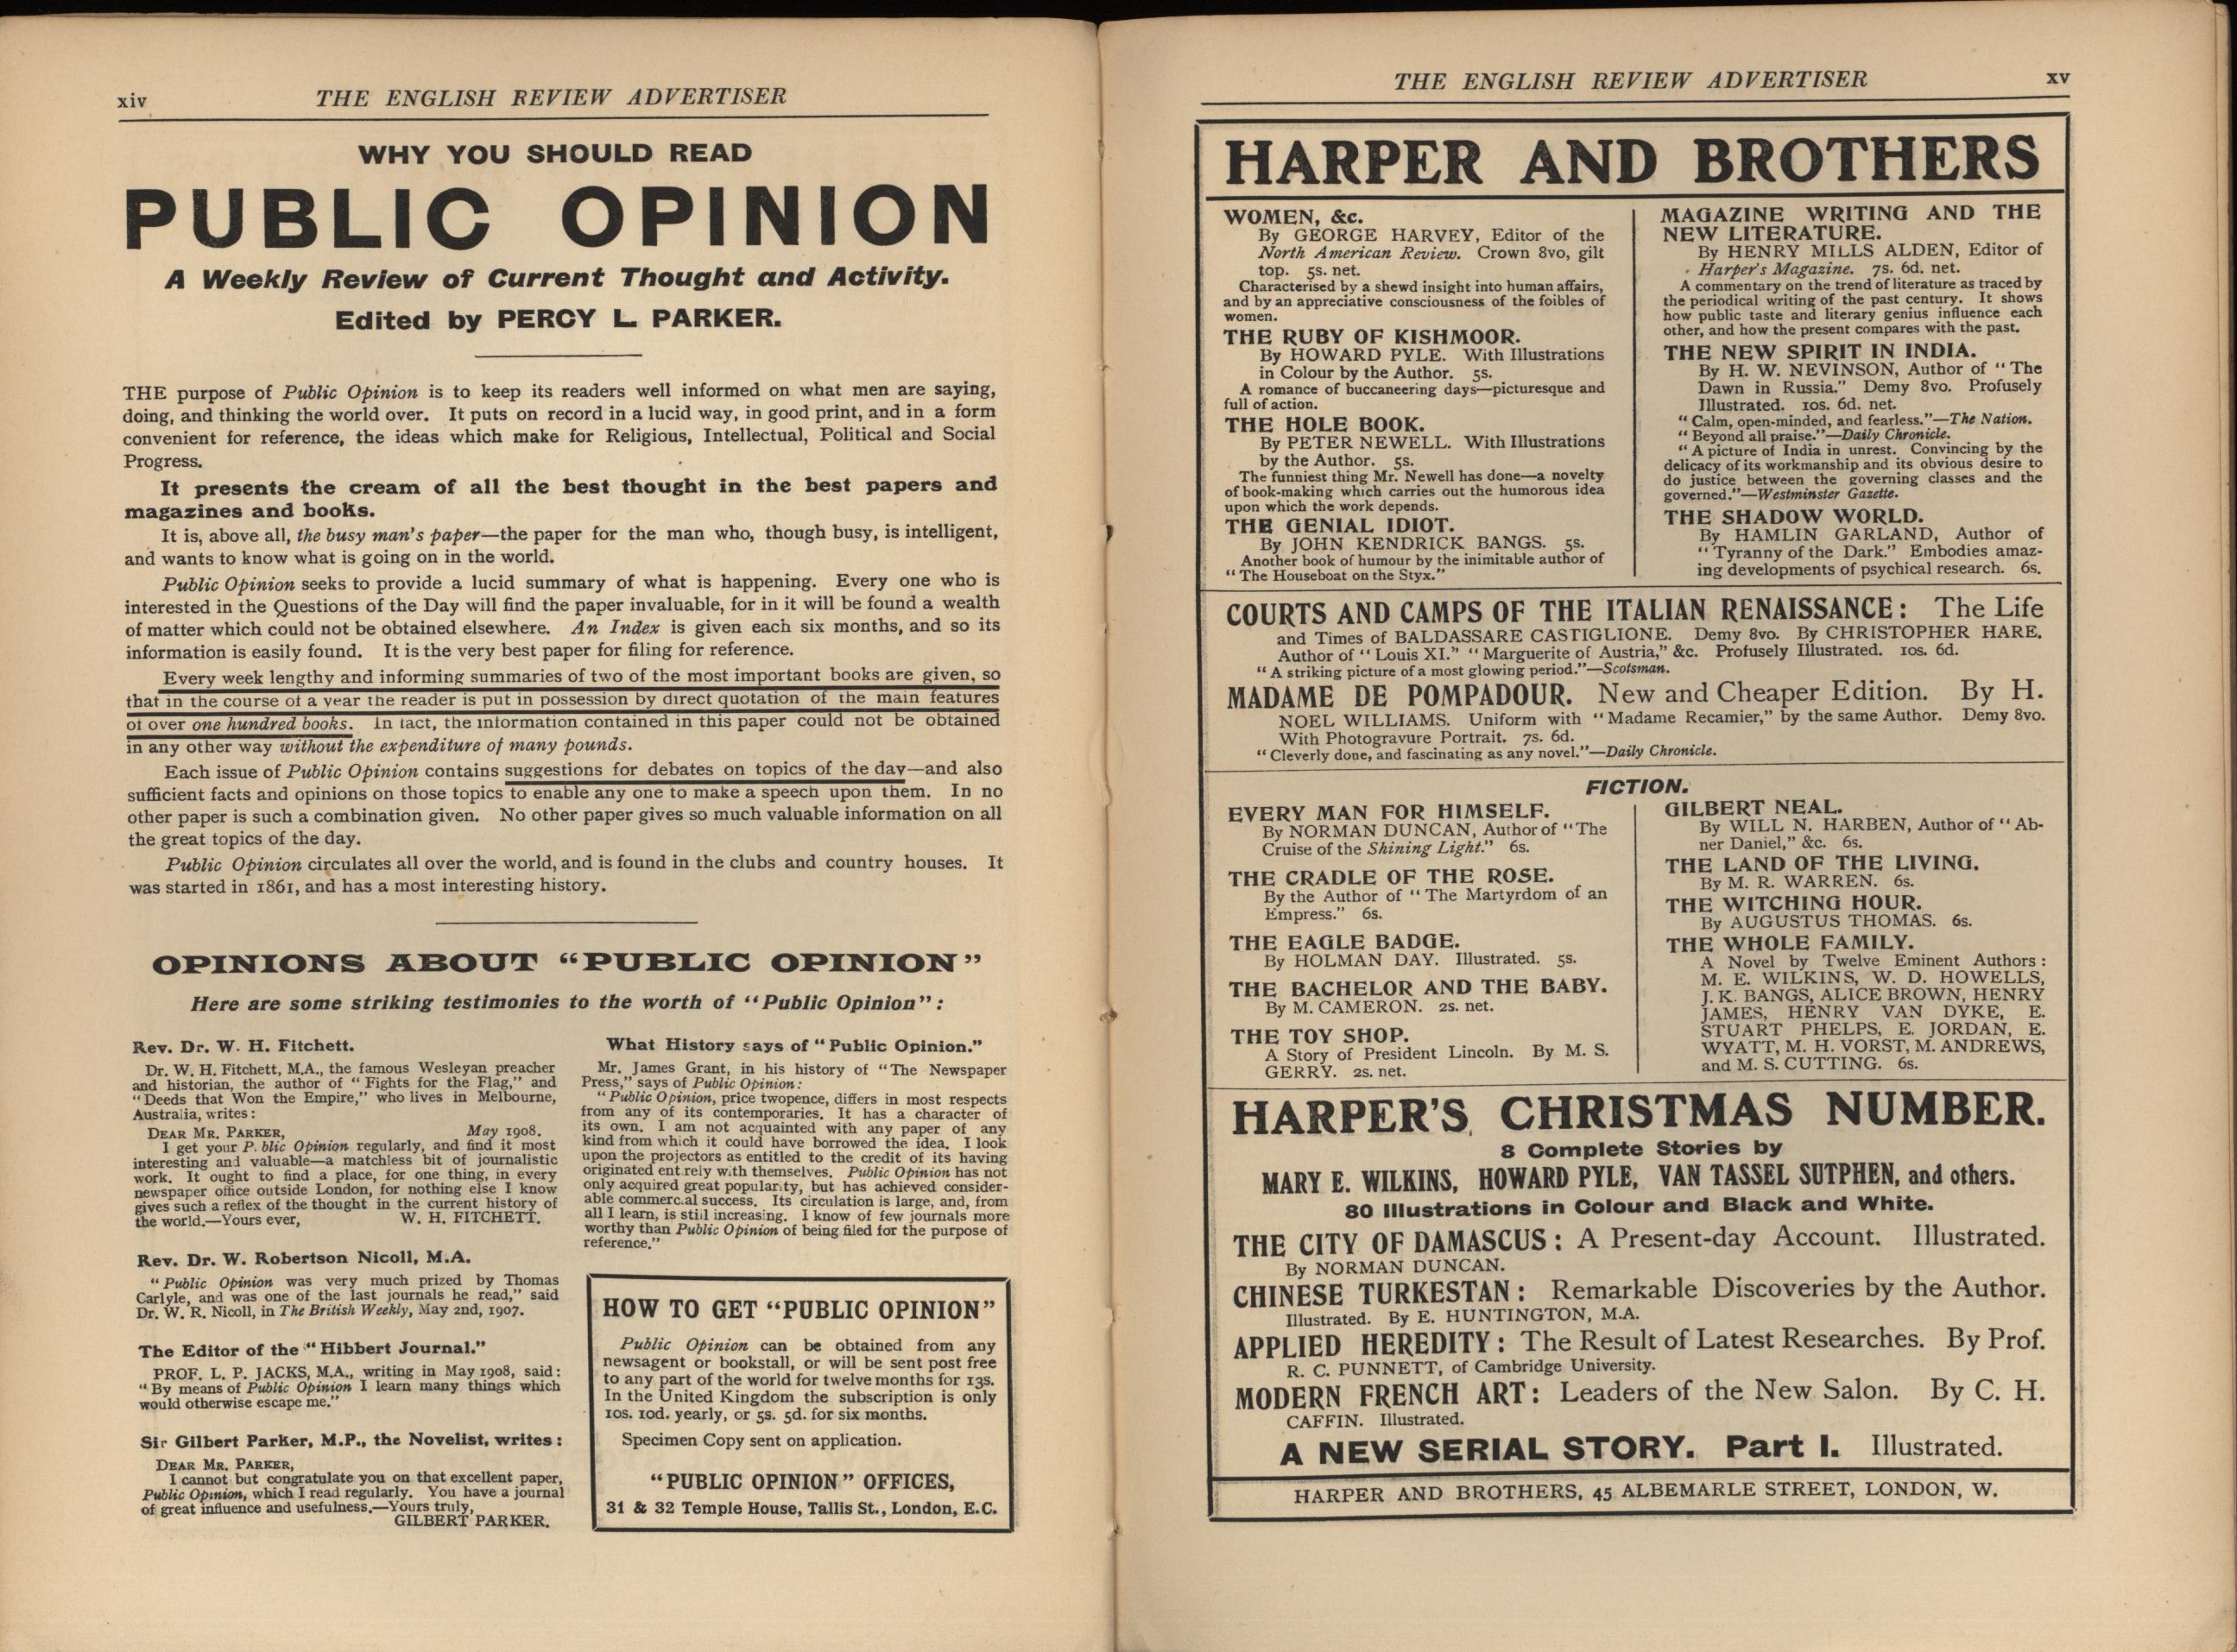 xiv
THE ENGLISH REVIEW ADVERTISER
WHY YOU SHOULD READ
PUBLIC OPINION
A Weekly Review of Current Thought and Activity.
Edited by PERCY L. PARKER.
THE purpose of Public Opinion is to keep its readers well informed on what men are saying,
doing, and thinking the world over. It puts on record in a lucid way, in good print, and in a form
convenient for reference, the ideas which make for Religious, Intellectual, Political and Social
Progress.
It presents the cream of all the best thought in the best papers and
magazines and books.
It is, above all, the busy man's paper—the paper for the man who, though busy, is intelligent,
and wants to know what is going on in the world.
Public Opinion seeks to provide a lucid summary of what is happening. Every one who is
interested in the Questions of the Day will find the paper invaluable, for in it will be found a wealth
of matter which could not be obtained elsewhere. An Index is given each six months, and so its
information is easily found. It is the very best paper for filing for reference.
Every week lengthy and informing summaries of two of the most important books are given, so
that in the course of a year the reader is put in possession by direct quotation of the main features
of over one hundred books. In fact, the information contained in this paper could not be obtained
in any other way without the expenditure of many pounds.
Each issue of Public Opinion contains suggestions for debates on topics of the day—and also
sufficient facts and opinions on those topics to enable any one to make a speech upon them. In no
other paper is such a combination given. No other paper gives so much valuable information on all
the great topics of the day.
Public Opinion circulates all over the world, and is found in the clubs and country houses. It
was started in 1861, and has a most interesting history.
OPINIONS ABOUT "PUBLIC OPINION"
Here are some striking testimonies to the worth of "Public Opinion":
Rev. Dr. W. H. Fitchett.
Dr. W. H. Fitchett, M.A., the famous Wesleyan preacher
and historian, the author of "Fights for the Flag," and
"Deeds that Won the Empire," who lives in Melbourne,
Australia, writes:
DEAR MR. PARKER, May 1908.
I get your P. blic Opinion regularly, and find it most
interesting and valuable—a matchless bit of journalistic
work. It ought to find a place, for one thing, in every
newspaper office outside London, for nothing else I know
gives such a reflex of the thought in the current history of
the world.—Yours ever, W. H. FITCHETT.
Rev. Dr. W. Robertson Nicoll, M.A.
"Public Opinion was very much prized by Thomas
Carlyle, and was one of the last journals he read," said
Dr. W. R. Nicoll, in The British Weekly, May 2nd, 1907.
The Editor of the "Hibbert Journal."
PROF. L. P. JACKS, M.A., writing in May 1908, said:
"By means of Public Opinion I learn many things which
would otherwise escape me."
Sir Gilbert Parker, M.P., the Novelist, writes:
DEAR MR. PARKER,
I cannot but congratulate you on that excellent paper,
Public Opinion, which I read regularly. You have a journal
of great influence and usefulness.—Yours truly,
GILBERT PARKER.
What History says of "Public Opinion."
Mr. James Grant, in his history of "The Newspaper
Press," says of Public Opinion:
"Public Opinion, price twopence, differs in most respects
from any of its contemporaries. It has a character of
its own. I am not acquainted with any paper of any
kind from which it could have borrowed the idea. I look
upon the projectors as entitled to the credit of its having
originated entirely with themselves. Public Opinion has not
only acquired great popularity, but has achieved consider-
able commercial success. Its circulation is large, and, from
all I learn, is still increasing. I know of few journals more
worthy than Public Opinion of being filed for the purpose of
reference."
HOW TO GET "PUBLIC OPINION"
Public Opinion can be obtained from any
newsagent or bookstall, or will be sent post free
to any part of the world for twelve months for 13s.
In the United Kingdom the subscription is only
10s. 10d. yearly, or 5s. 5d. for six months.
Specimen Copy sent on application.
"PUBLIC OPINION" OFFICES,
31 & 32 Temple House, Tallis St., London, E.C.
THE ENGLISH REVIEW ADVERTISER
xv
HARPER AND BROTHERS
WOMEN, &c.
By GEORGE HARVEY, Editor of the
North American Review. Crown 8vo, gilt
top. 5s. net.
Characterised by a shewd insight into human affairs,
and by an appreciative consciousness of the foibles of
women.
THE RUBY OF KISHMOOR.
By HOWARD PYLE. With Illustrations
in Colour by the Author. 5s.
A romance of buccaneering days—picturesque and
full of action.
THE HOLE BOOK.
By PETER NEWELL. With Illustrations
by the Author. 5s.
The funniest thing Mr. Newell has done—a novelty
of book-making which carries out the humorous idea
upon which the work depends.
THE GENIAL IDIOT.
By JOHN KENDRICK BANGS. 5s.
Another book of humour by the inimitable author of
"The Houseboat on the Styx."
MAGAZINE WRITING AND THE
NEW LITERATURE.
By HENRY MILLS ALDEN, Editor of
Harper's Magazine. 7s. 6d. net.
A commentary on the trend of literature as traced by
the periodical writing of the past century. It shows
how public taste and literary genius influence each
other, and how the present compares with the past.
THE NEW SPIRIT IN INDIA.
By H. W. NEVINSON, Author of "The
Dawn in Russia." Demy 8vo. Profusely
Illustrated. 10s. 6d. net.
"Calm, open-minded, and fearless."—The Nation.
"Beyond all praise."—Daily Chronicle.
"A picture of India in unrest. Convincing by the
delicacy of its workmanship and its obvious desire to
do justice between the governing classes and the
governed."—Westminster Gazette.
THE SHADOW WORLD.
By HAMLIN GARLAND, Author of
"Tyranny of the Dark." Embodies amaz-
ing developments of psychical research. 6s.
COURTS AND CAMPS OF THE ITALIAN RENAISSANCE: The Life
and Times of BALDASSARE CASTIGLIONE. Demy 8vo. By CHRISTOPHER HARE.
Author of "Louis XI." "Marguerite of Austria," &c. Profusely Illustrated. 10s. 6d.
"A striking picture of a most glowing period."—Scotsman.
MADAME DE POMPADOUR. New and Cheaper Edition. By H.
NOEL WILLIAMS. Uniform with "Madame Recamier," by the same Author. Demy 8vo.
With Photogravure Portrait. 7s. 6d.
"Cleverly done, and fascinating as any novel."—Daily Chronicle.
FICTION.
EVERY MAN FOR HIMSELF.
By NORMAN DUNCAN, Author of "The
Cruise of the Shining Light." 6s.
THE CRADLE OF THE ROSE.
By the Author of "The Martyrdom of an
Empress." 6s.
THE EAGLE BADGE.
By HOLMAN DAY. Illustrated. 5s.
THE BACHELOR AND THE BABY.
By M. CAMERON. 2s. net.
THE TOY SHOP.
A Story of President Lincoln. By M. S.
GERRY. 2s. net.
GILBERT NEAL.
By WILL N. HARBEN, Author of "Ab-
ner Daniel," &c. 6s.
THE LAND OF THE LIVING.
By M. R. WARREN. 6s.
THE WITCHING HOUR.
By AUGUSTUS THOMAS. 6s.
THE WHOLE FAMILY.
A Novel by Twelve Eminent Authors:
M. E. WILKINS, W. D. HOWELLS,
J. K. BANGS, ALICE BROWN, HENRY
JAMES, HENRY VAN DYKE, E.
STUART PHELPS, E. JORDAN, E.
WYATT, M. H. VORST, M. ANDREWS,
and M. S. CUTTING. 6s.
HARPER'S CHRISTMAS NUMBER.
8 Complete Stories by
MARY E. WILKINS, HOWARD PYLE, VAN TASSEL SUTPHEN, and others.
80 Illustrations in Colour and Black and White.
THE CITY OF DAMASCUS: A Present-day Account. Illustrated.
By NORMAN DUNCAN.
CHINESE TURKESTAN: Remarkable Discoveries by the Author.
Illustrated. By E. HUNTINGTON, M.A.
APPLIED HEREDITY: The Result of Latest Researches. By Prof.
R. C. PUNNETT, of Cambridge University.
MODERN FRENCH ART: Leaders of the New Salon. By C. H.
CAFFIN. Illustrated.
A NEW SERIAL STORY. Part I. Illustrated.
HARPER AND BROTHERS, 45 ALBEMARLE STREET, LONDON, W.